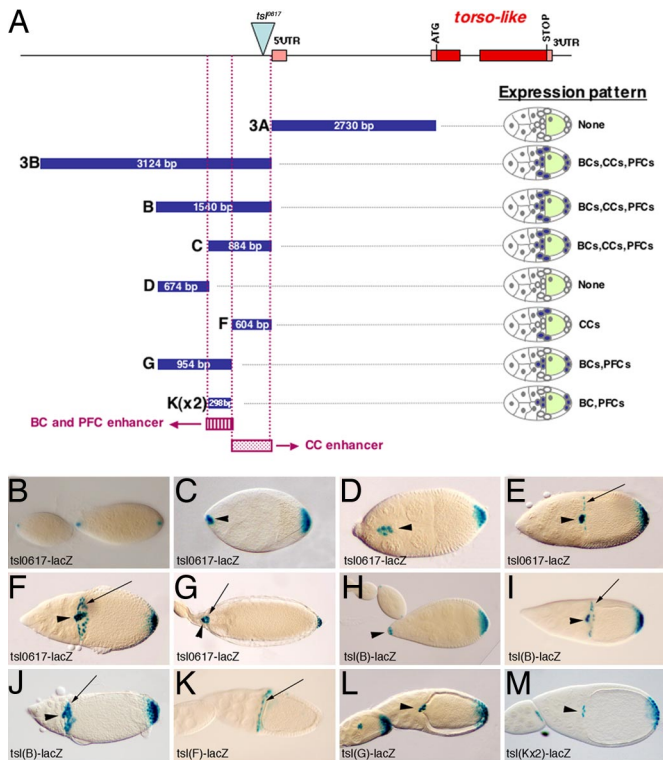 A
tsl0617
torso-like
5'UTR
ATG
STOP
3'UTR
Expression pattern
3A 2730 bp None
3B 3124 bp BCs,CCs,PFCs
B 1540 bp BCs,CCs,PFCs
C 884 bp BCs,CCs,PFCs
D 674 bp None
F 604 bp CCs
G 954 bp BCs,PFCs
K(x2) 298bp BC,PFCs
BC and PFC enhancer
CC enhancer
B C D E
tsl0617-lacZ tsl0617-lacZ tsl0617-lacZ tsl0617-lacZ
F G H I
tsl0617-lacZ tsl0617-lacZ tsl(B)-lacZ tsl(B)-lacZ
J K L M
tsl(B)-lacZ tsl(F)-lacZ tsl(G)-lacZ tsl(Kx2)-lacZ